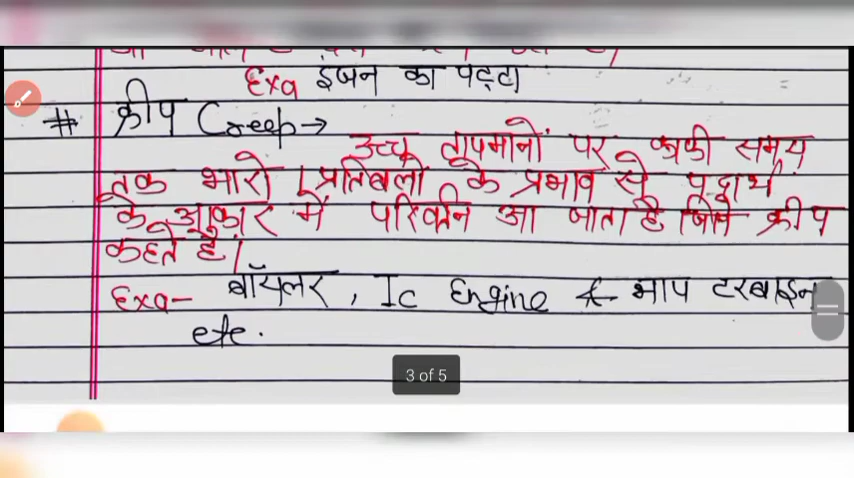 Exa इंजन का पट्टा
# क्रीप Creep →
उच्च तापमानों पर काफी समय
तक भारो / प्रतिबलो के प्रभाव से पदार्थ
के आकार में परिवर्तन आ जाता है जिसे क्रीप
कहते है।
Exa- बॉयलर, Ic Engine & भाप टरबाइन
etc.
3 of 5